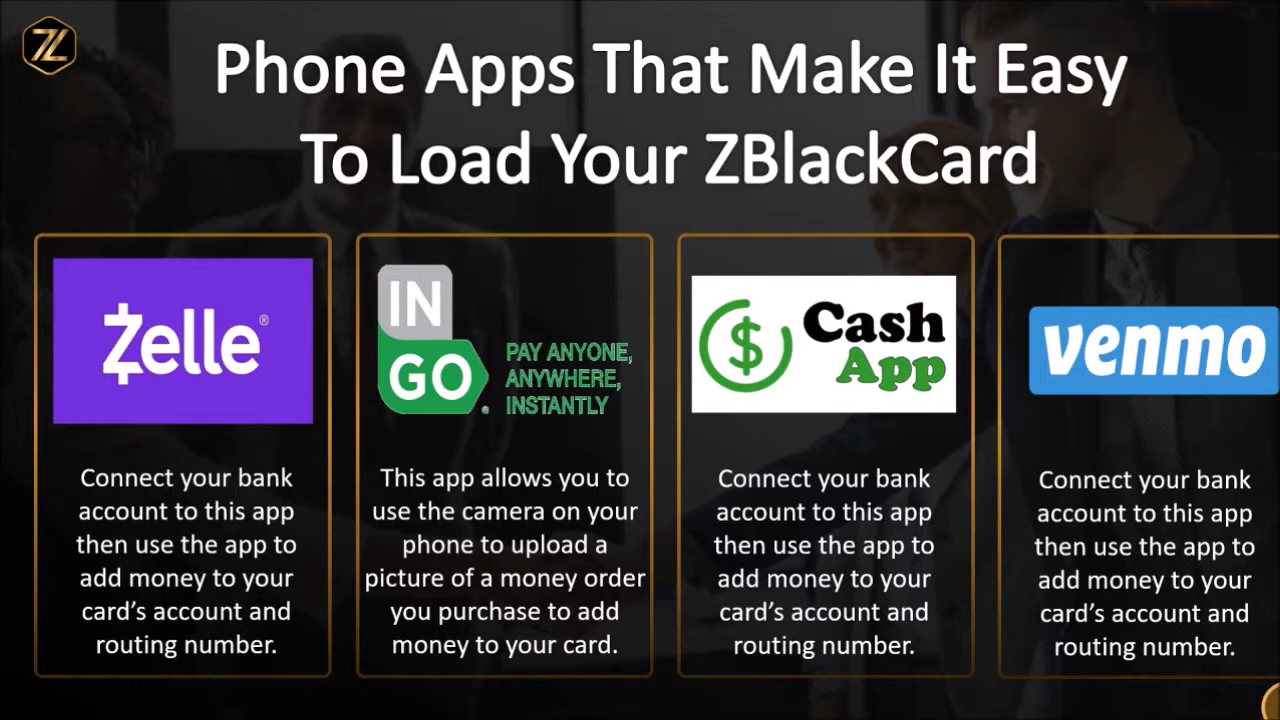 Phone Apps That Make It Easy
To Load Your ZBlackCard
Zelle®
Connect your bank
account to this app
then use the app to
add money to your
card's account and
routing number.
IN
GO
PAY ANYONE,
ANYWHERE,
INSTANTLY
This app allows you to
use the camera on your
phone to upload a
picture of a money order
you purchase to add
money to your card.
$
Cash
App
Connect your bank
account to this app
then use the app to
add money to your
card's account and
routing number.
venmo
Connect your bank
account to this app
then use the app to
add money to your
card's account and
routing number.